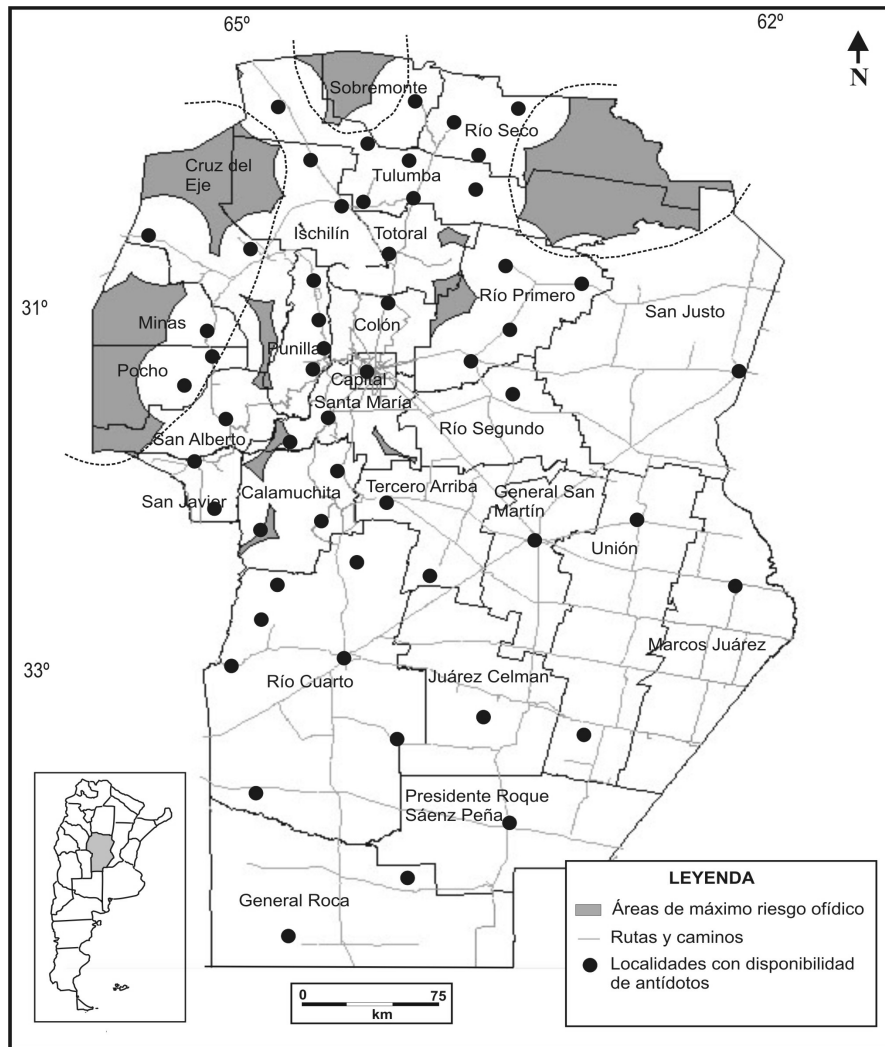 65º
62º
N
Sobremonte
Río Seco
Cruz del
Eje
Tulumba
Ischilín
Totoral
31º
Minas
Río Primero
San Justo
Colón
Punilla
Pocho
Capital
Santa María
San Alberto
Río Segundo
San Javier
Calamuchita
Tercero Arriba
General San
Martín
Unión
Marcos Juárez
33º
Río Cuarto
Juárez Celman
Presidente Roque
Sáenz Peña
General Roca
LEYENDA
Áreas de máximo riesgo ofídico
Rutas y caminos
Localidades con disponibilidad
de antídotos
0 75
km